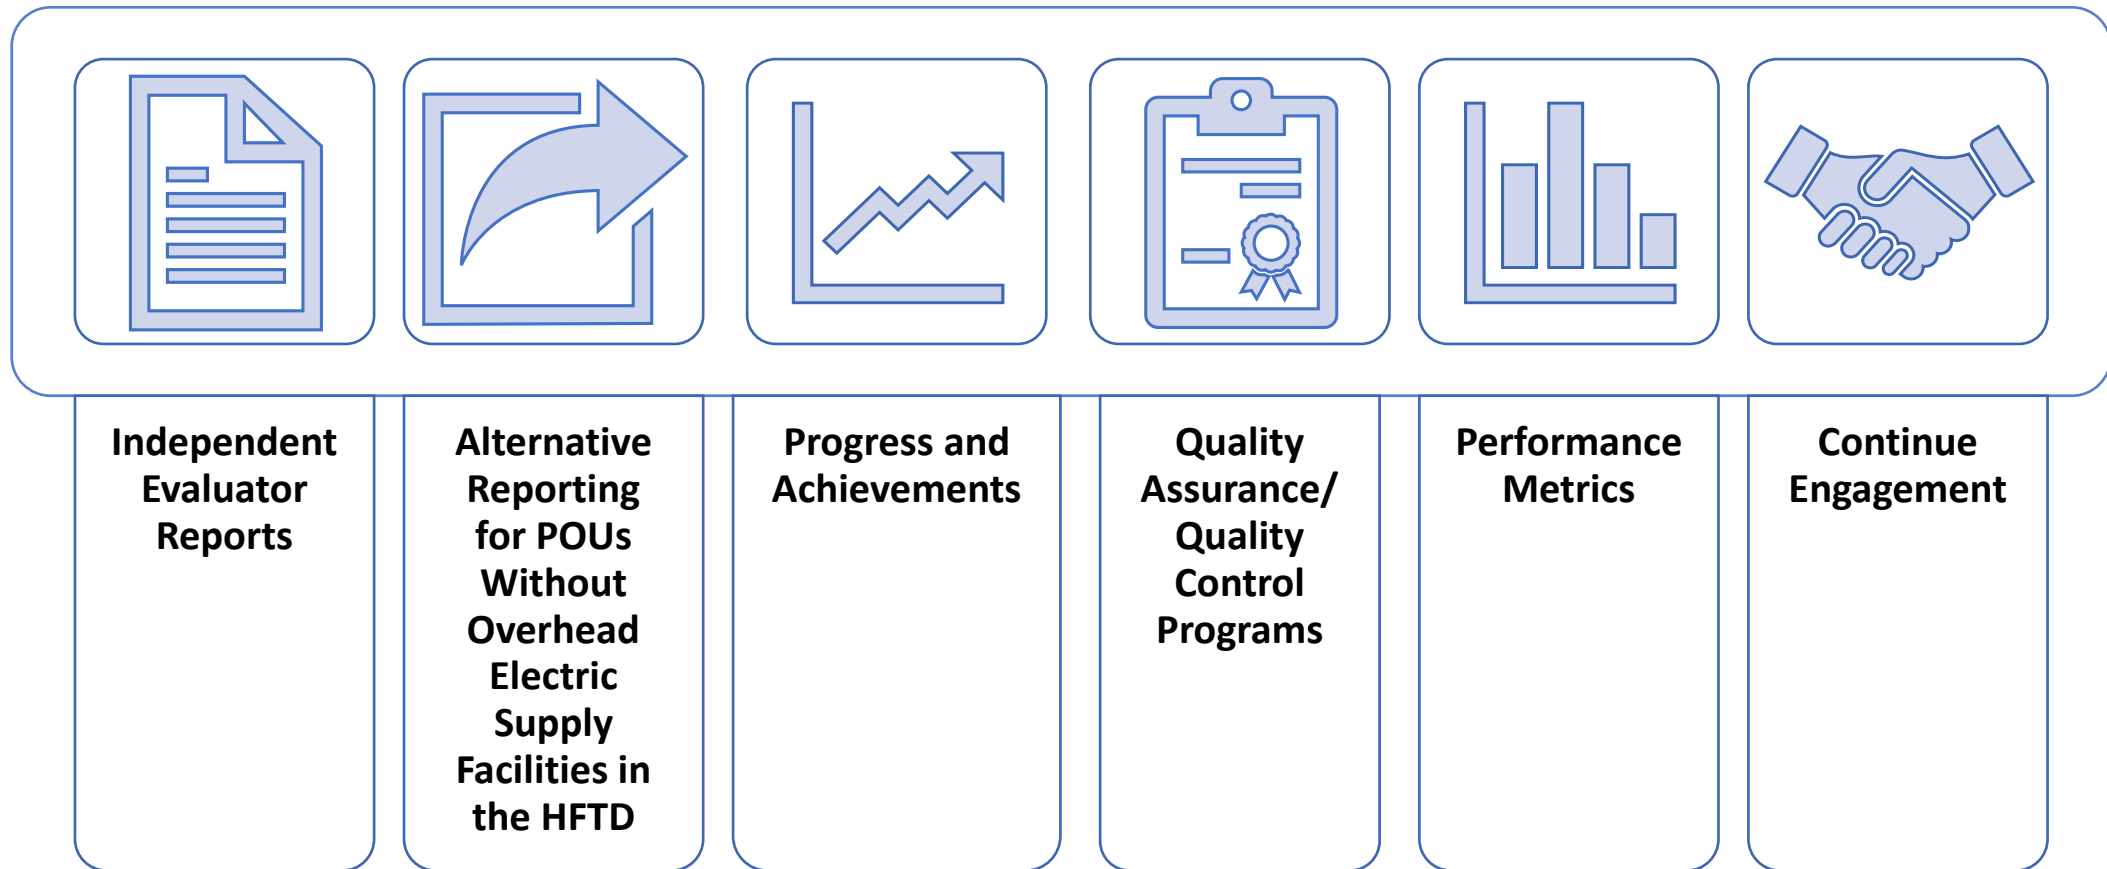 Independent
Evaluator
Reports
Alternative
Reporting
for POUs
Without
Overhead
Electric
Supply
Facilities in
the HFTD
Progress and
Achievements
Quality
Assurance/
Quality
Control
Programs
Performance
Metrics
Continue
Engagement